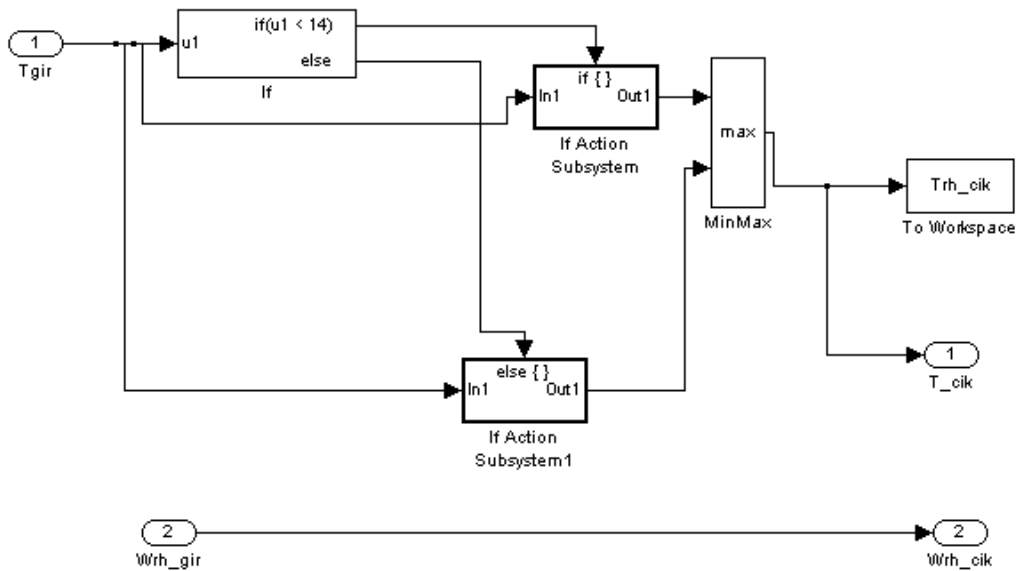 1
Tgir
u1
if(u1 < 14)
else
If
if { }
In1
Out1
If Action
Subsystem
max
MinMax
Trh_cik
To Workspace
1
T_cik
else { }
In1
Out1
If Action
Subsystem1
2
Wrh_gir
2
Wrh_cik